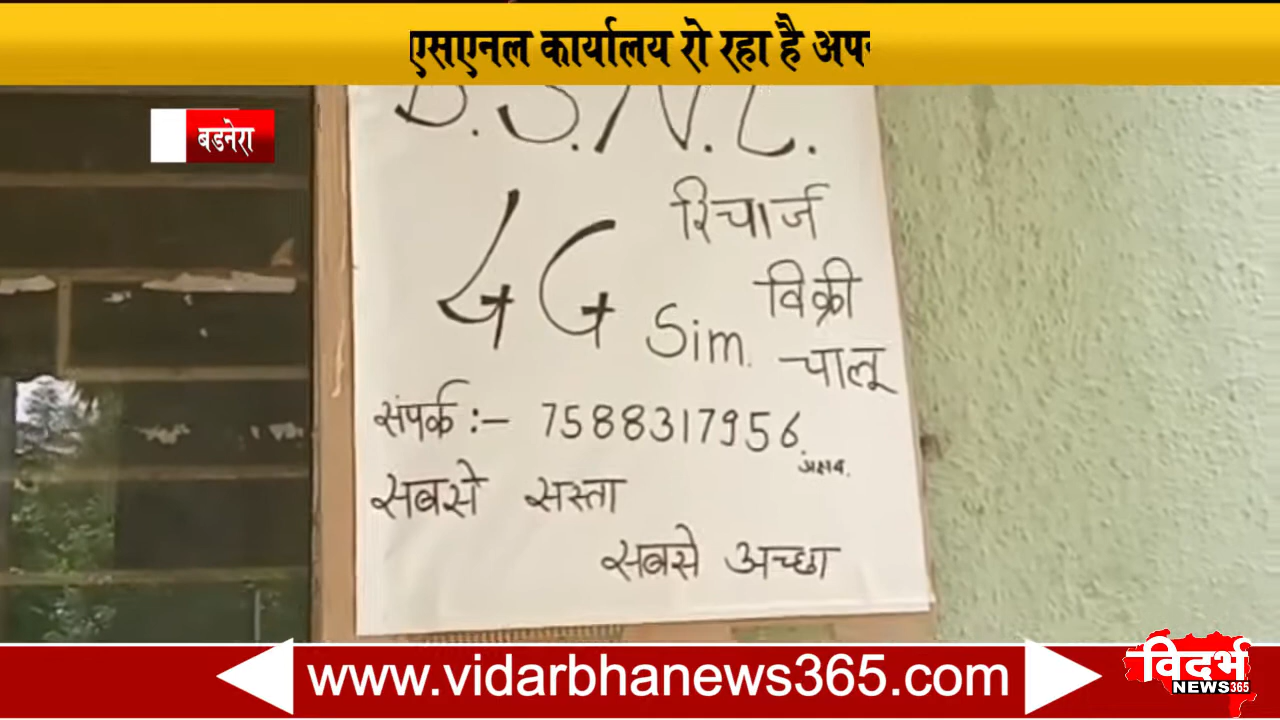 एसएनल कार्यालय रो रहा है अप
बडनेरा
B.S.N.L.
4G रिचार्ज
Sim. विक्री
चालू
संपर्क :- 7588317956.
सबसे सस्ता
सबसे अच्छा
www.vidarbhanews365.com
विदर्भ
NEWS365